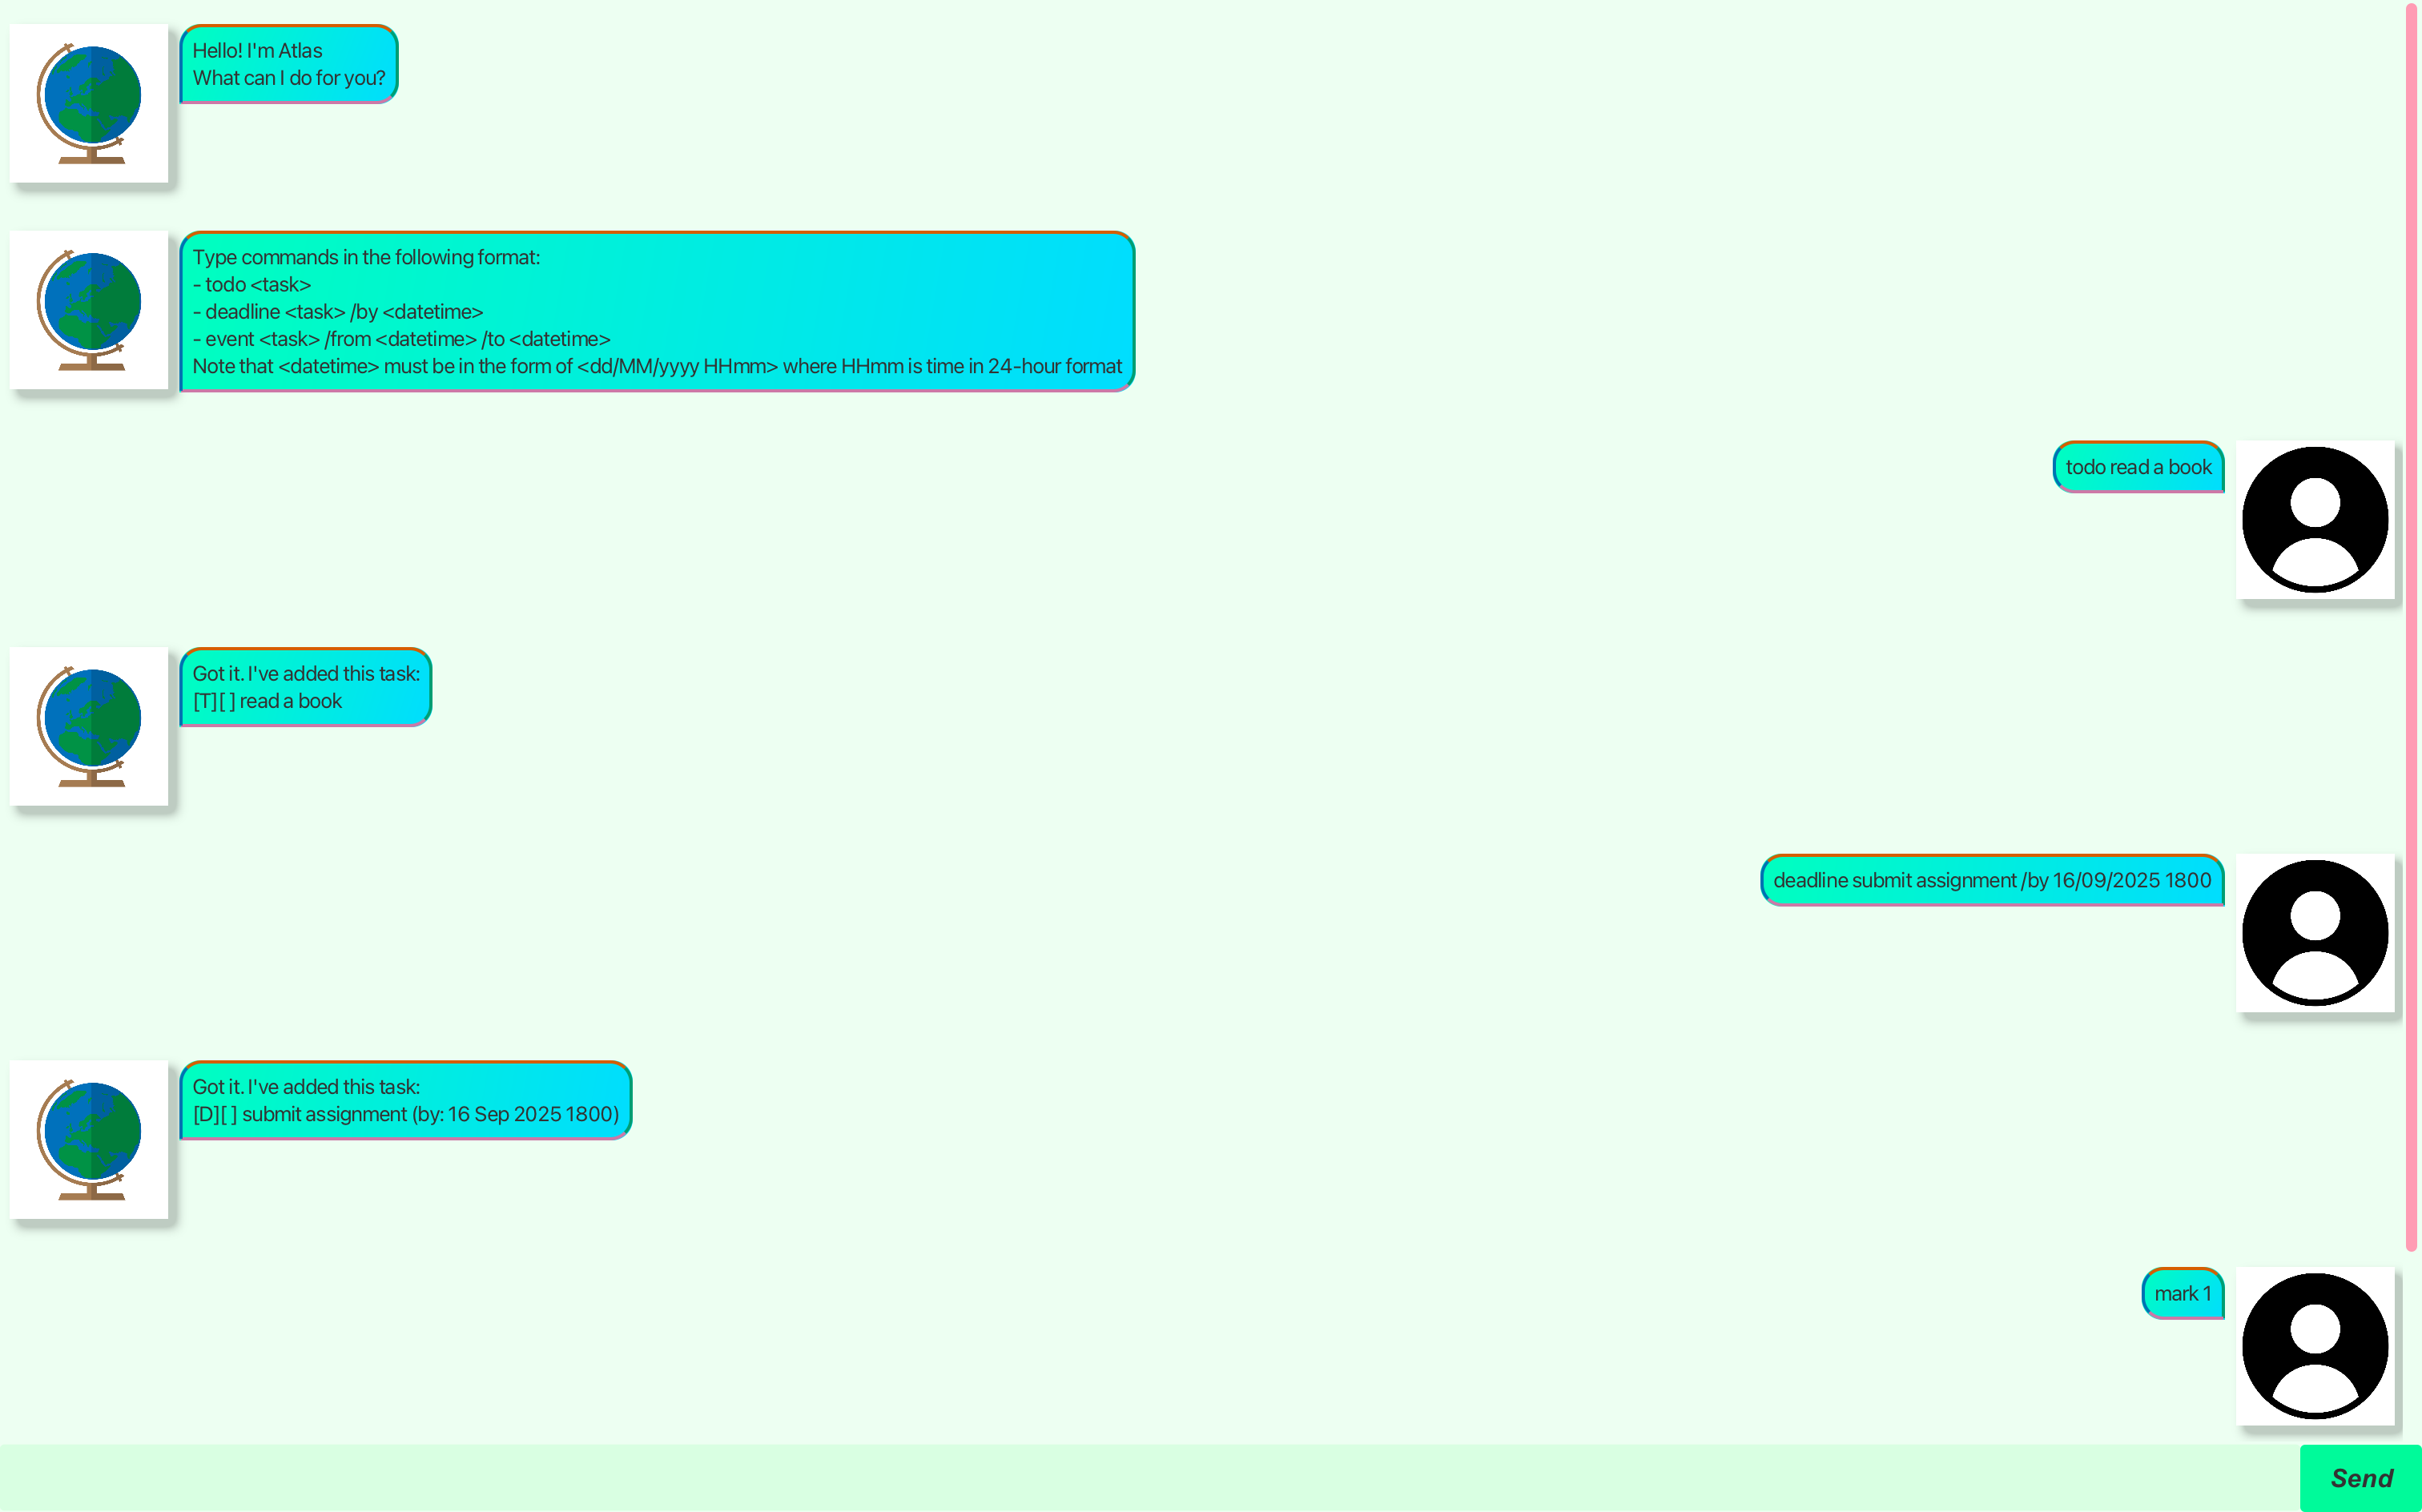 Hello! I'm Atlas
What can I do for you?
Type commands in the following format:
- todo <task>
- deadline <task> /by <datetime>
- event <task> /from <datetime> /to <datetime>
Note that <datetime> must be in the form of <dd/MM/yyyy HHmm> where HHmm is time in 24-hour format
todo read a book
Got it. I've added this task:
[T][ ] read a book
deadline submit assignment /by 16/09/2025 1800
Got it. I've added this task:
[D][ ] submit assignment (by: 16 Sep 2025 1800)
mark 1
Send